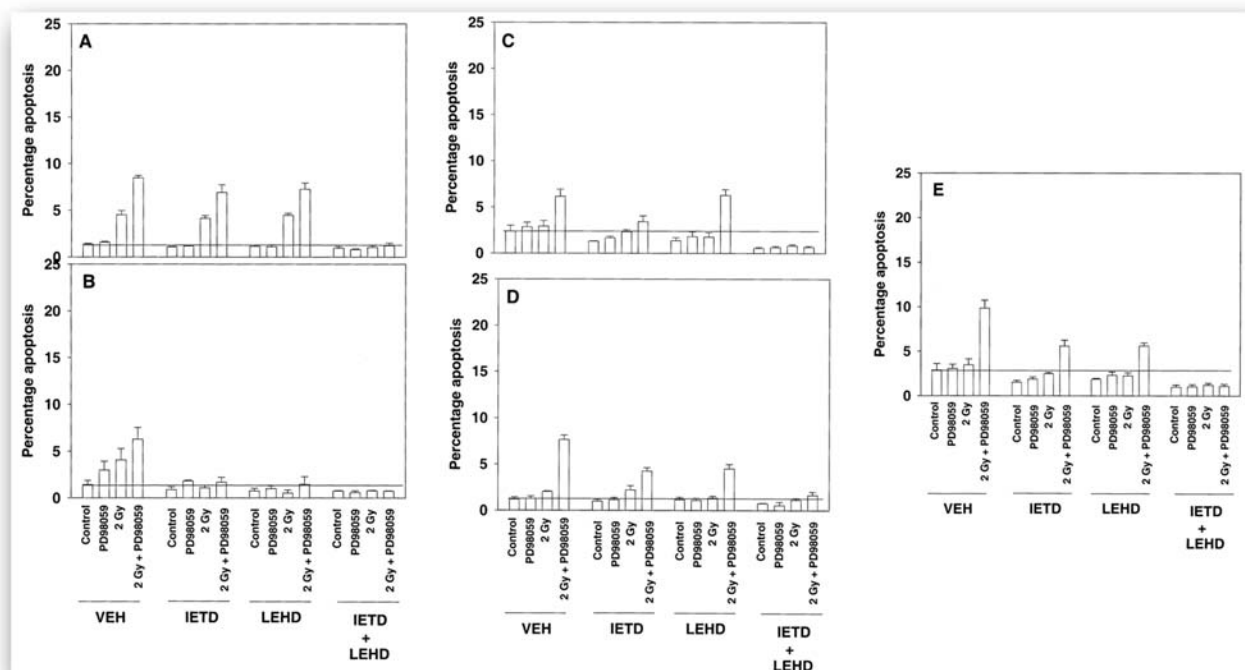 A
Percentage apoptosis
25
20
15
10
5
0
B
Percentage apoptosis
25
20
15
10
5
0
Control
PD98059
2 Gy
2 Gy + PD98059
Control
PD98059
2 Gy
2 Gy + PD98059
Control
PD98059
2 Gy
2 Gy + PD98059
Control
PD98059
2 Gy
2 Gy + PD98059
VEH
IETD
LEHD
IETD
+
LEHD
C
Percentage apoptosis
25
20
15
10
5
0
D
Percentage apoptosis
25
20
15
10
5
0
Control
PD98059
2 Gy
2 Gy + PD98059
Control
PD98059
2 Gy
2 Gy + PD98059
Control
PD98059
2 Gy
2 Gy + PD98059
Control
PD98059
2 Gy
2 Gy + PD98059
VEH
IETD
LEHD
IETD
+
LEHD
E
Percentage apoptosis
25
20
15
10
5
0
Control
PD98059
2 Gy
2 Gy + PD98059
Control
PD98059
2 Gy
2 Gy + PD98059
Control
PD98059
2 Gy
2 Gy + PD98059
Control
PD98059
2 Gy
2 Gy + PD98059
VEH
IETD
LEHD
IETD
+
LEHD